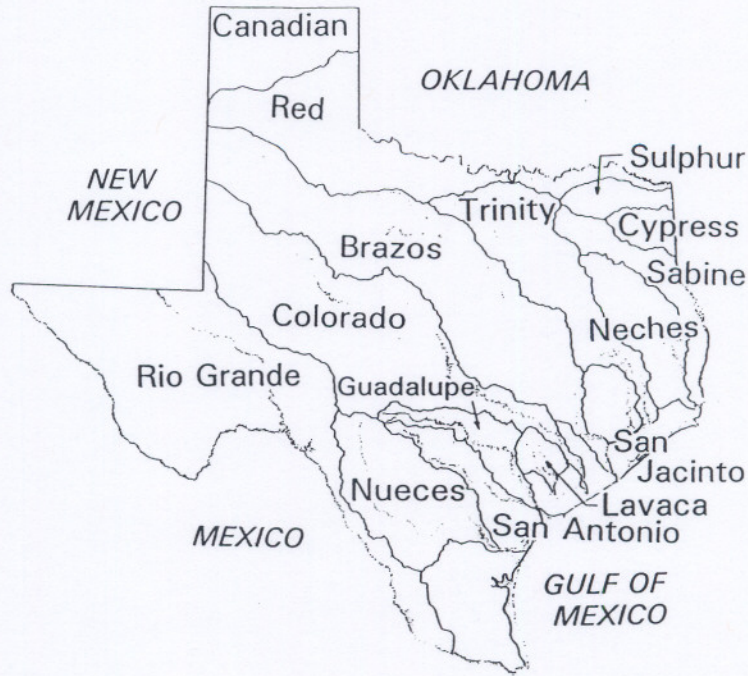 Canadian
OKLAHOMA
Red
Sulphur
NEW
MEXICO
Trinity
Cypress
Brazos
Sabine
Colorado
Neches
Rio Grande
Guadalupe
San
Jacinto
Nueces
Lavaca
San Antonio
MEXICO
GULF OF
MEXICO